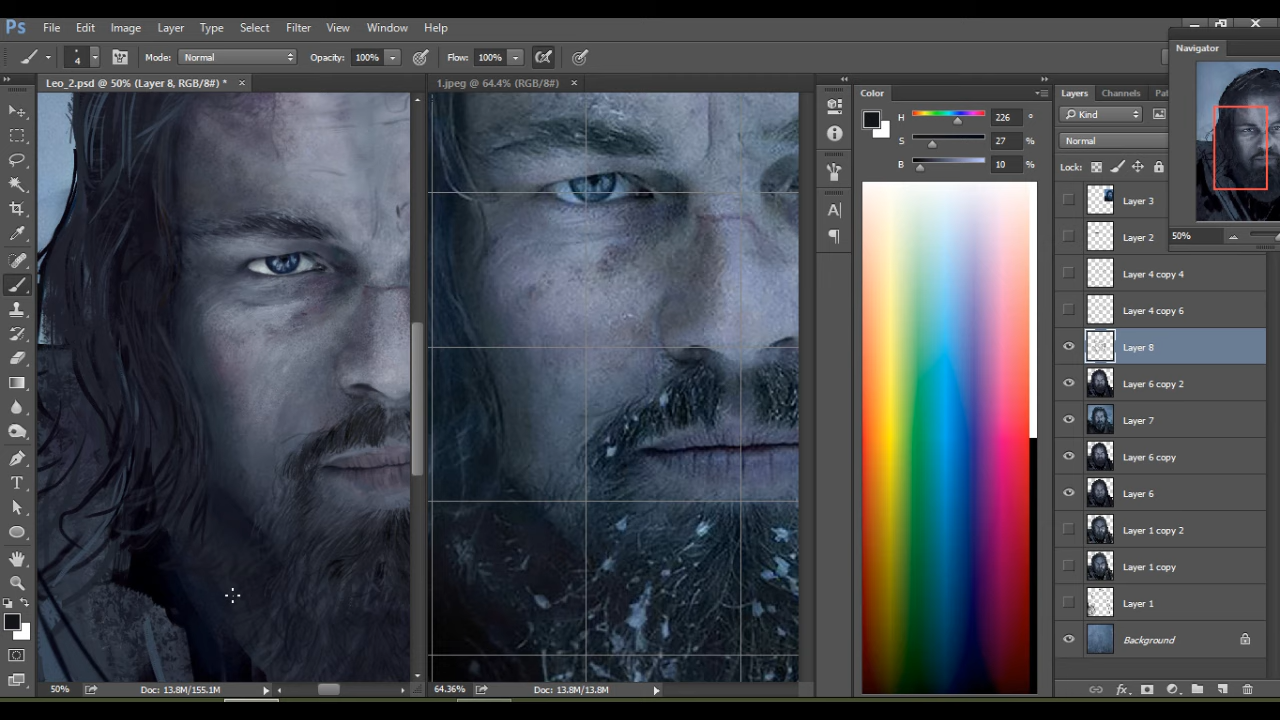 Ps File Edit Image Layer Type Select Filter View Window Help
4 Mode: Normal Opacity: 100% Flow: 100%
Navigator
Leo_2.psd @ 50% (Layer 8, RGB/8#) * × 1.jpeg @ 64.4% (RGB/8#) ×
Color Layers Channels Pat
H 226 °
S 27 %
B 10 %
Kind
Normal
Lock:
50%
Layer 3
Layer 2
Layer 4 copy 4
Layer 4 copy 6
Layer 8
Layer 6 copy 2
Layer 7
Layer 6 copy
Layer 6
Layer 1 copy 2
Layer 1 copy
Layer 1
Background
50% Doc: 13.8M/155.1M 64.36% Doc: 13.8M/13.8M
fx